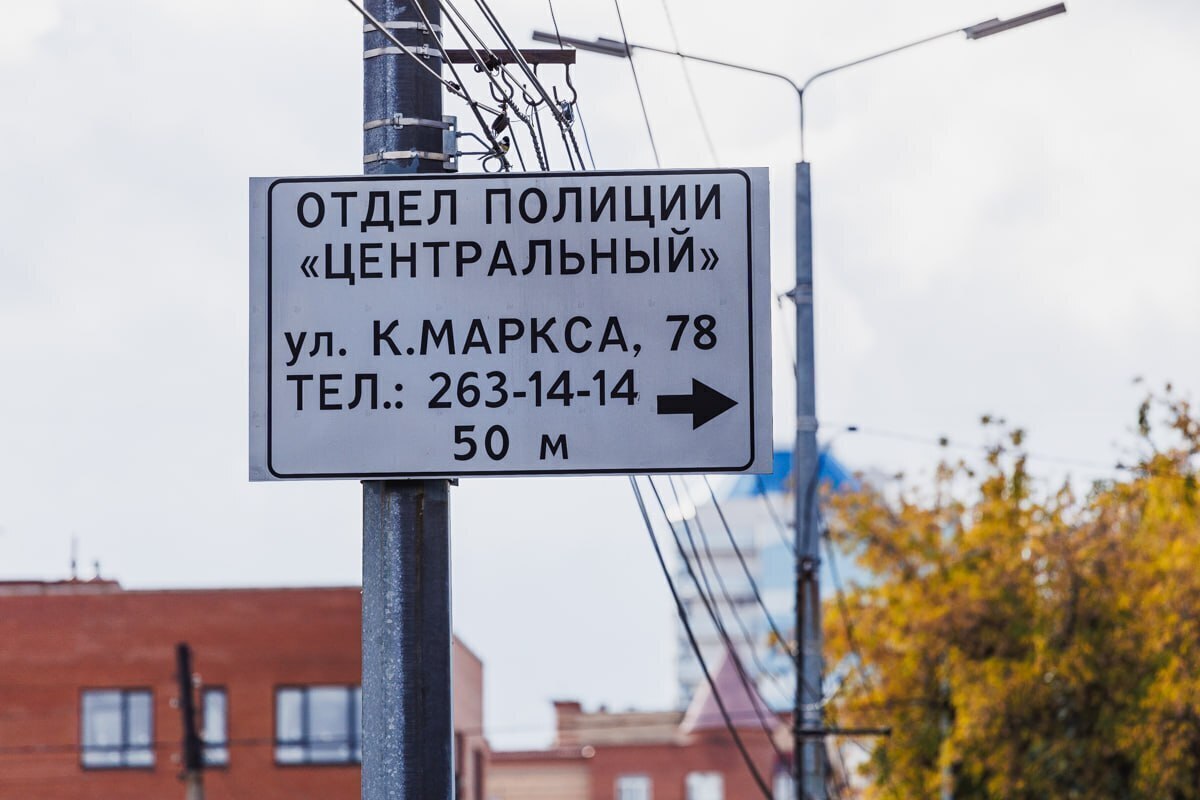 ОТДЕЛ ПОЛИЦИИ
«ЦЕНТРАЛЬНЫЙ»
ул. К.МАРКСА, 78
ТЕЛ.: 263-14-14
50 м